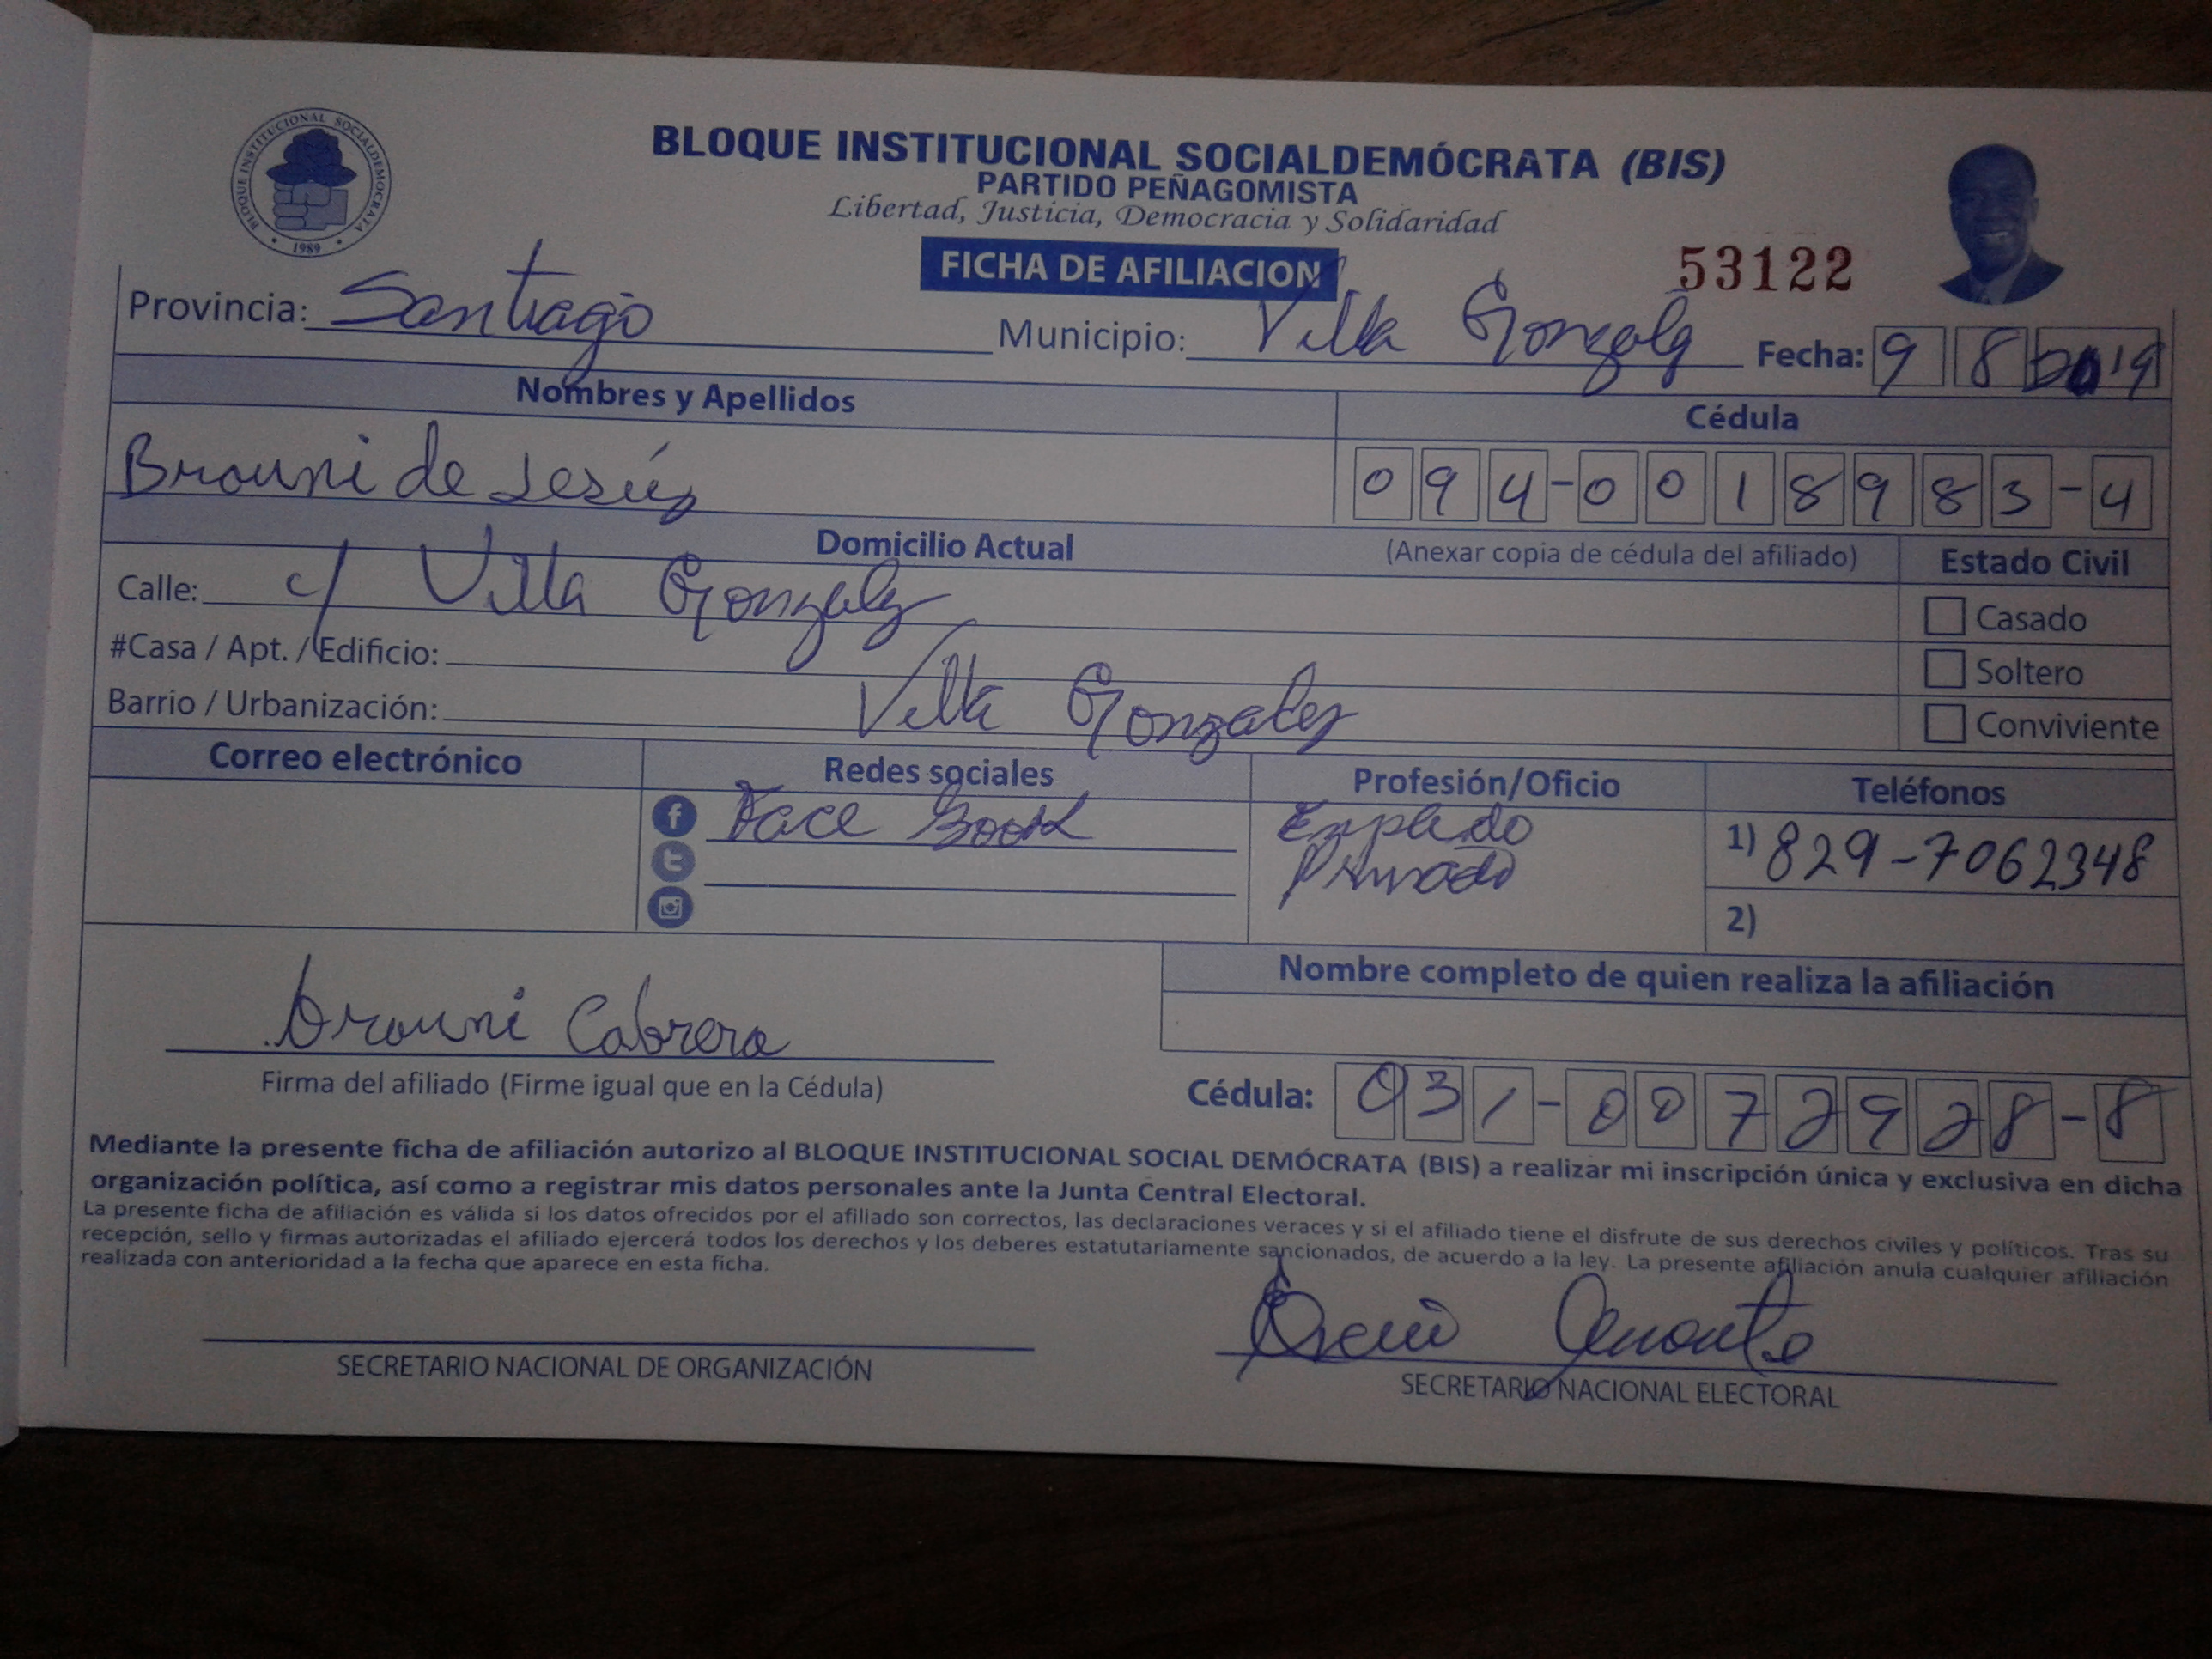 BLOQUE INSTITUCIONAL SOCIALDEMOCRATA
1989
BLOQUE INSTITUCIONAL SOCIALDEMÓCRATA (BIS)
PARTIDO PEÑAGOMISTA
Libertad, Justicia, Democracia y Solidaridad
FICHA DE AFILIACION
53122
Provincia: Santiago Municipio: Villa Gonzalez Fecha: 9 8 2019
Nombres y Apellidos Cédula
Brouni de Jesús 094-0018983-4
Domicilio Actual (Anexar copia de cédula del afiliado) Estado Civil
Calle: c/ Villa Gonzalez Casado
#Casa / Apt. / Edificio: Soltero
Barrio / Urbanización: Villa Gonzalez Conviviente
Correo electrónico Redes sociales Profesión/Oficio Teléfonos
Face Book Empleado 1) 829-7062348
Privado
2)
Nombre completo de quien realiza la afiliación
Brouni Cabrera
Firma del afiliado (Firme igual que en la Cédula) Cédula: 031-0072928-8
Mediante la presente ficha de afiliación autorizo al BLOQUE INSTITUCIONAL SOCIAL DEMÓCRATA (BIS) a realizar mi inscripción única y exclusiva en dicha
organización política, así como a registrar mis datos personales ante la Junta Central Electoral.
La presente ficha de afiliación es válida si los datos ofrecidos por el afiliado son correctos, las declaraciones veraces y si el afiliado tiene el disfrute de sus derechos civiles y políticos. Tras su
recepción, sello y firmas autorizadas el afiliado ejercerá todos los derechos y los deberes estatutariamente sancionados, de acuerdo a la ley. La presente afiliación anula cualquier afiliación
realizada con anterioridad a la fecha que aparece en esta ficha.
SECRETARIO NACIONAL DE ORGANIZACIÓN SECRETARIO NACIONAL ELECTORAL